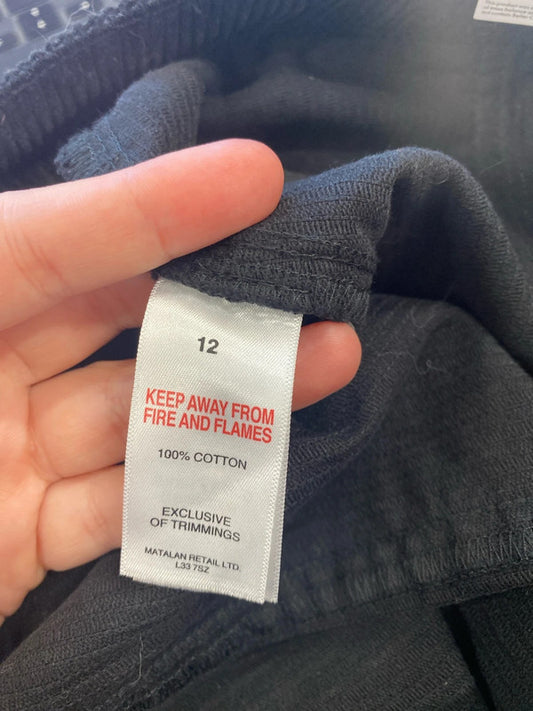 12
KEEP AWAY FROM
FIRE AND FLAMES
100% COTTON
EXCLUSIVE
OF TRIMMINGS
MATALAN RETAIL LTD.
L33 7SZ